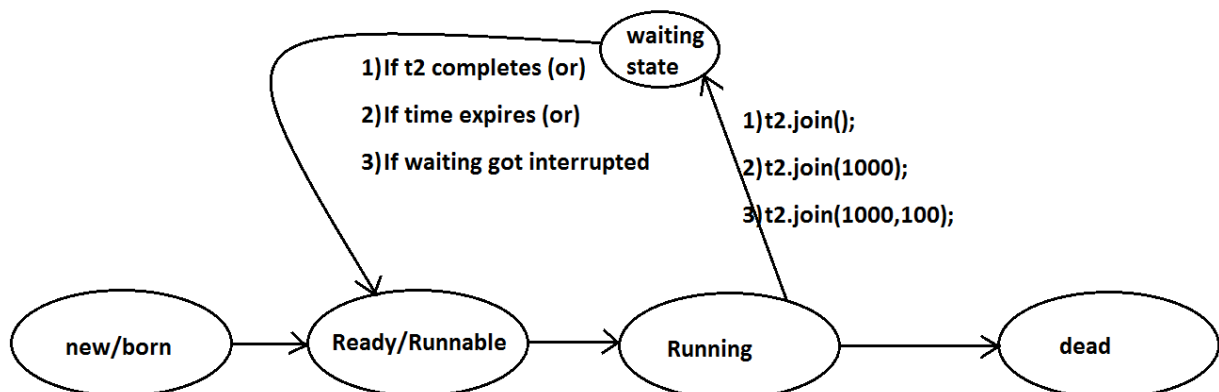 waiting
state
1)If t2 completes (or)
2)If time expires (or)
3)If waiting got interrupted
1)t2.join();
2)t2.join(1000);
3)t2.join(1000,100);
new/born
Ready/Runnable
Running
dead